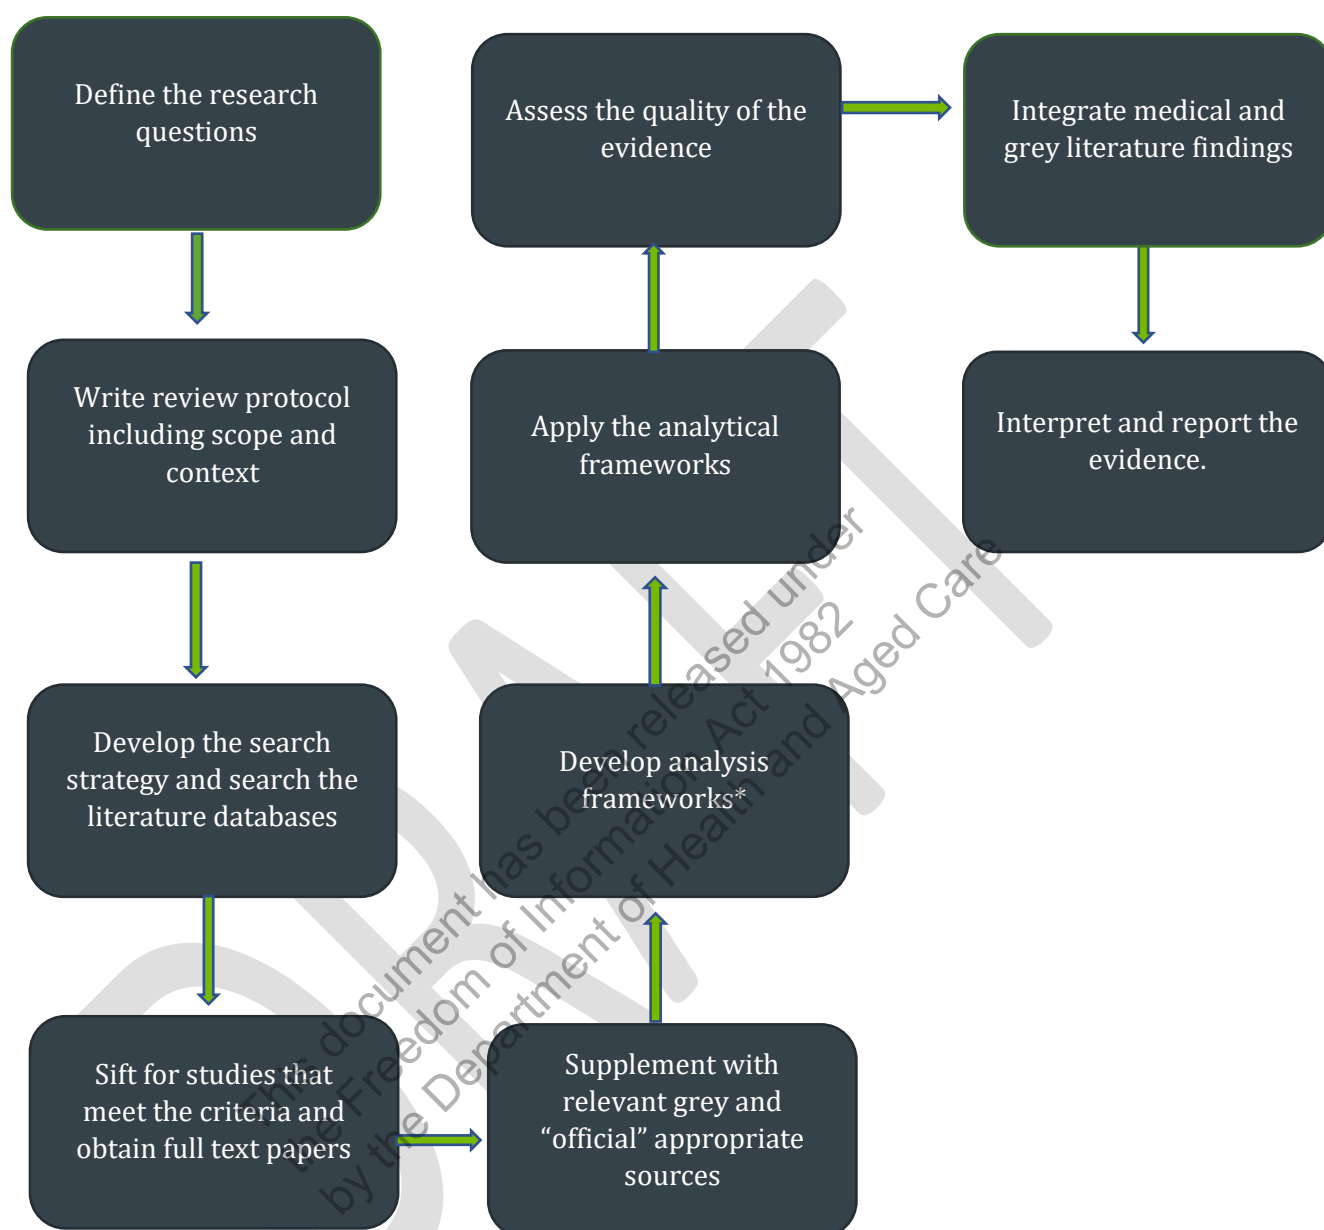 Define the research
questions
Write review protocol
including scope and
context
Develop the search
strategy and search the
literature databases
Sift for studies that
meet the criteria and
obtain full text papers
Supplement with
relevant grey and
“official” appropriate
sources
Develop analysis
frameworks*
Apply the analytical
frameworks
Assess the quality of the
evidence
Integrate medical and
grey literature findings
Interpret and report the
evidence.
DRAFT
This document has been released under
the Freedom of Information Act 1982
by the Department of Health and Aged Care